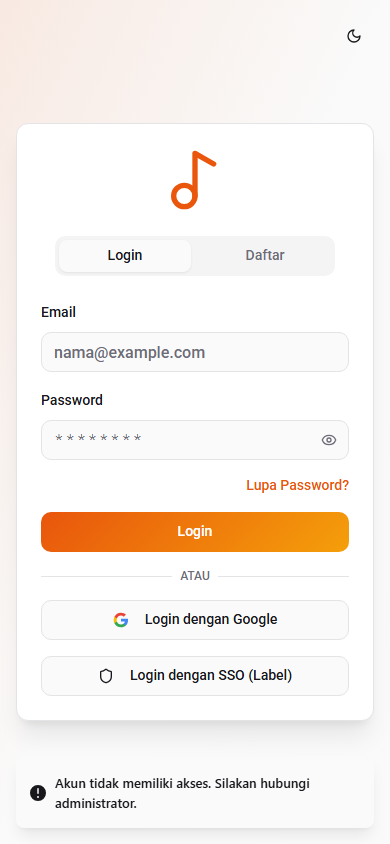 Login
Daftar
Email
nama@example.com
Password
********
Lupa Password?
Login
ATAU
Login dengan Google
Login dengan SSO (Label)
Akun tidak memiliki akses. Silakan hubungi
administrator.